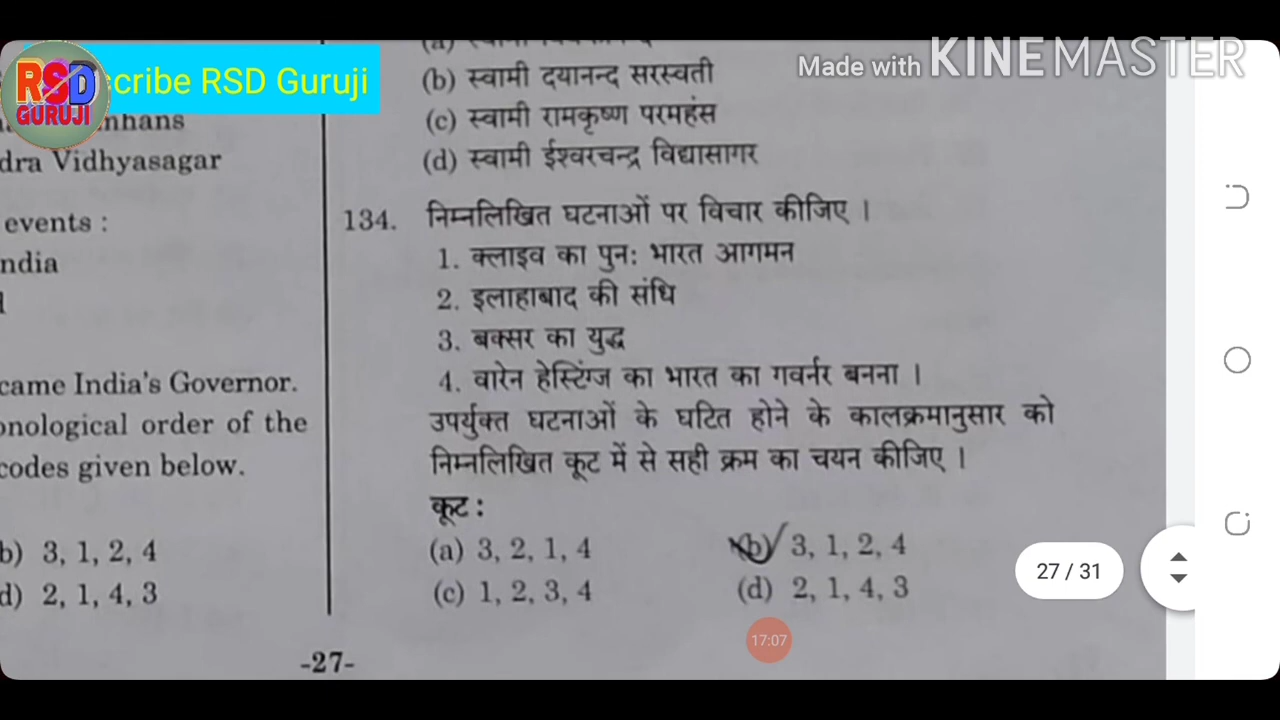 Made with KINEMASTER
cribe RSD Guruji
RSD
GURUJI
nhans
dra Vidhyasagar
events :
ndia
came India's Governor.
onological order of the
codes given below.
b) 3, 1, 2, 4
d) 2, 1, 4, 3
(b) स्वामी दयानन्द सरस्वती
(c) स्वामी रामकृष्ण परमहंस
(d) स्वामी ईश्वरचन्द्र विद्यासागर
134. निम्नलिखित घटनाओं पर विचार कीजिए ।
1. क्लाइव का पुनः भारत आगमन
2. इलाहाबाद की संधि
3. बक्सर का युद्ध
4. वारेन हेस्टिंग्ज का भारत का गवर्नर बनना ।
उपर्युक्त घटनाओं के घटित होने के कालक्रमानुसार को
निम्नलिखित कूट में से सही क्रम का चयन कीजिए ।
कूट :
(a) 3, 2, 1, 4 (b) 3, 1, 2, 4
(c) 1, 2, 3, 4 (d) 2, 1, 4, 3
-27-
27 / 31
17:07